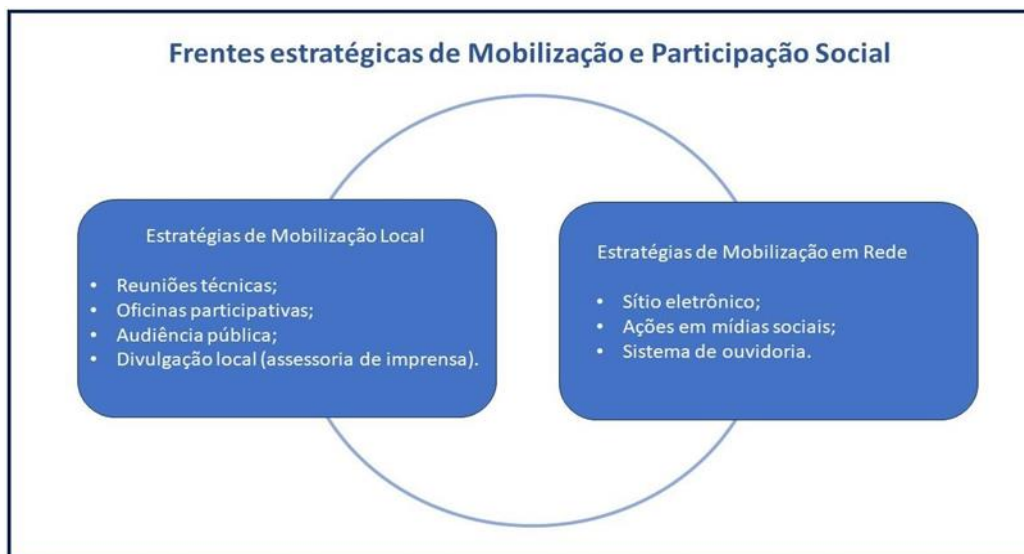 Frentes estratégicas de Mobilização e Participação Social
Estratégias de Mobilização Local
• Reuniões técnicas;
• Oficinas participativas;
• Audiência pública;
• Divulgação local (assessoria de imprensa).
Estratégias de Mobilização em Rede
• Sítio eletrônico;
• Ações em mídias sociais;
• Sistema de ouvidoria.